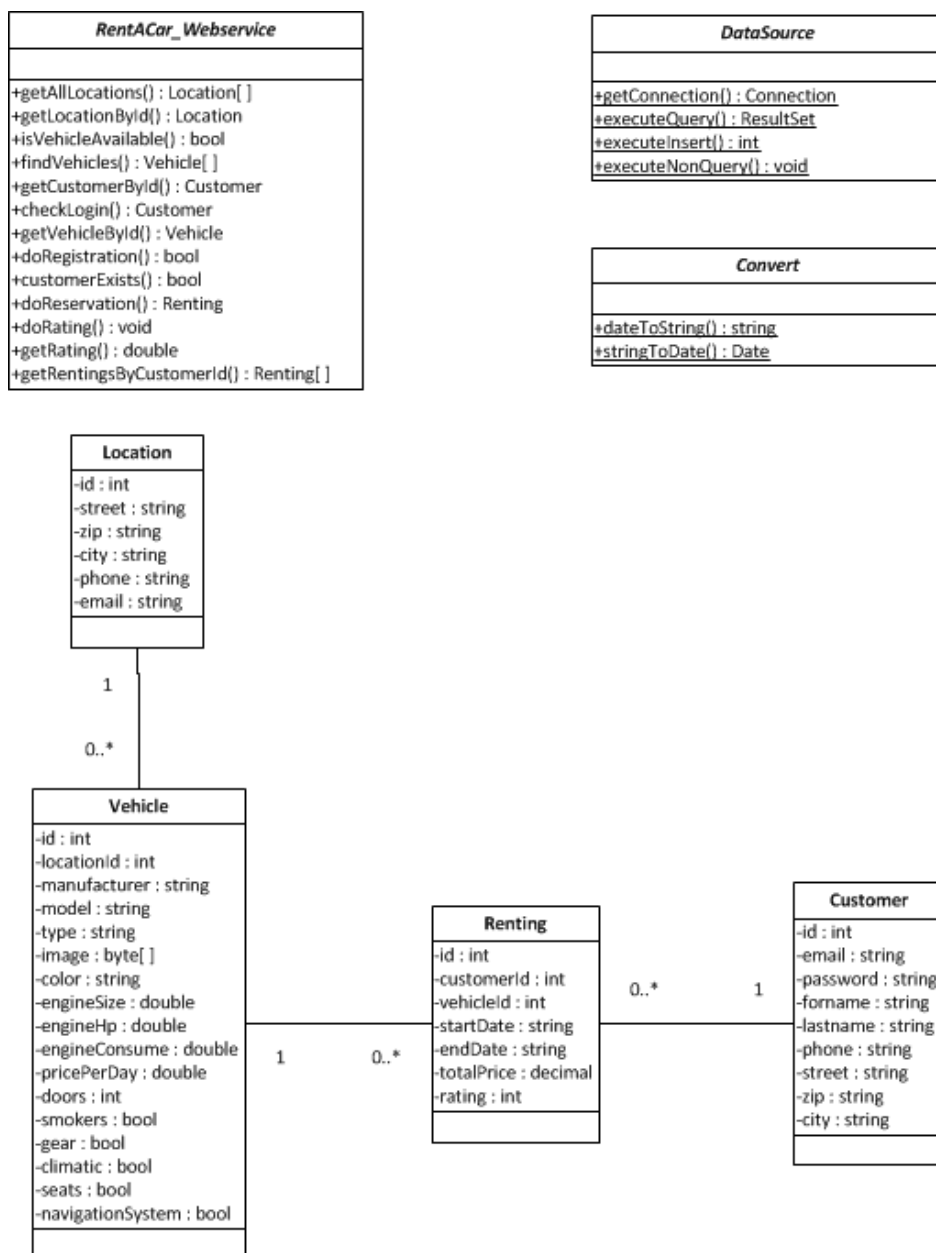 RentACar_Webservice
+getAllLocations() : Location[ ]
+getLocationById() : Location
+isVehicleAvailable() : bool
+findVehicles() : Vehicle[ ]
+getCustomerById() : Customer
+checkLogin() : Customer
+getVehicleById() : Vehicle
+doRegistration() : bool
+customerExists() : bool
+doReservation() : Renting
+doRating() : void
+getRating() : double
+getRentingsByCustomerId() : Renting[ ]
DataSource
+getConnection() : Connection
+executeQuery() : ResultSet
+executeInsert() : int
+executeNonQuery() : void
Convert
+dateToString() : string
+stringToDate() : Date
Location
-id : int
-street : string
-zip : string
-city : string
-phone : string
-email : string
1
0..*
Vehicle
-id : int
-locationId : int
-manufacturer : string
-model : string
-type : string
-image : byte[ ]
-color : string
-engineSize : double
-engineHp : double
-engineConsume : double
-pricePerDay : double
-doors : int
-smokers : bool
-gear : bool
-climatic : bool
-seats : bool
-navigationSystem : bool
1
0..*
Renting
-id : int
-customerId : int
-vehicleId : int
-startDate : string
-endDate : string
-totalPrice : decimal
-rating : int
0..*
1
Customer
-id : int
-email : string
-password : string
-forname : string
-lastname : string
-phone : string
-street : string
-zip : string
-city : string